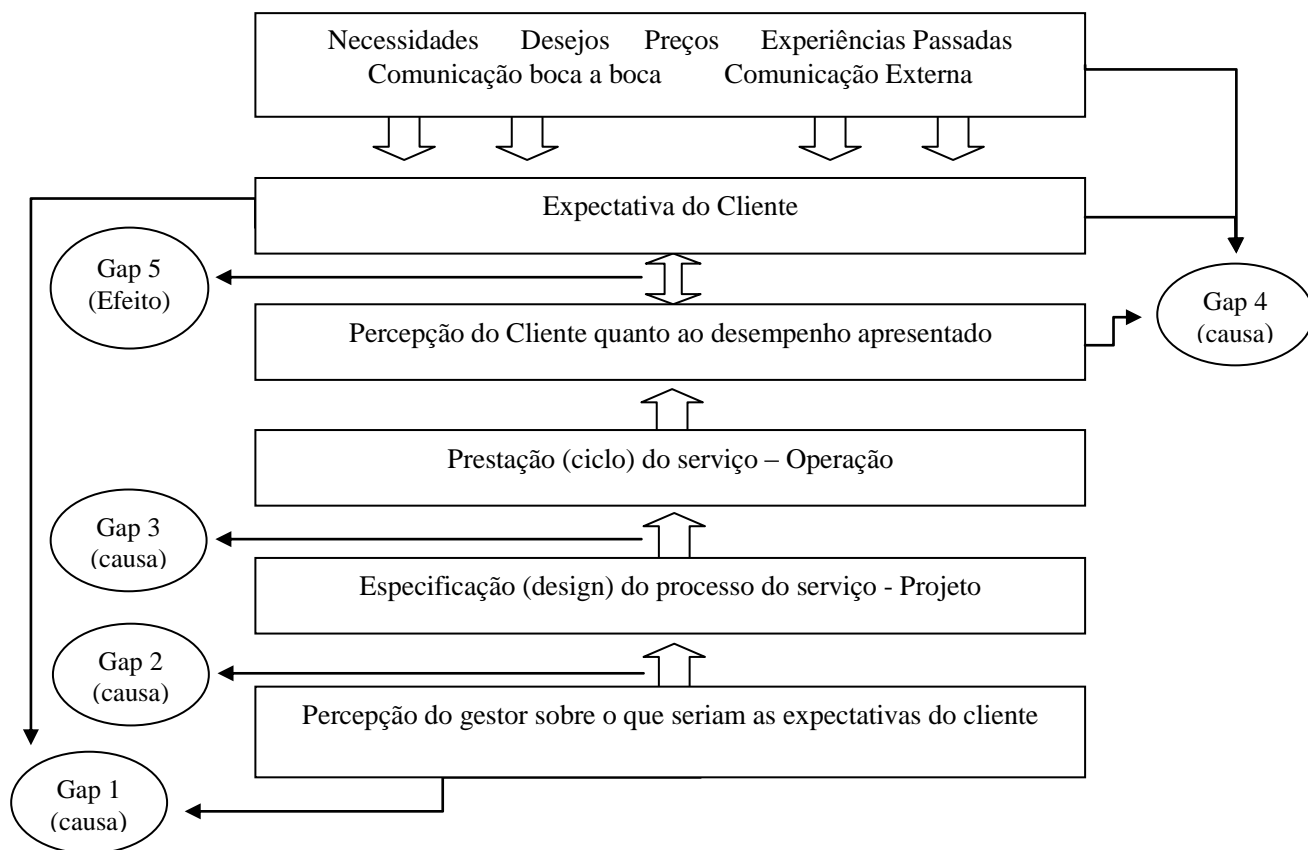 Necessidades Desejos Preços Experiências Passadas
Comunicação boca a boca Comunicação Externa
Expectativa do Cliente
Gap 5
(Efeito)
Gap 4
(causa)
Percepção do Cliente quanto ao desempenho apresentado
Prestação (ciclo) do serviço – Operação
Gap 3
(causa)
Especificação (design) do processo do serviço - Projeto
Gap 2
(causa)
Percepção do gestor sobre o que seriam as expectativas do cliente
Gap 1
(causa)